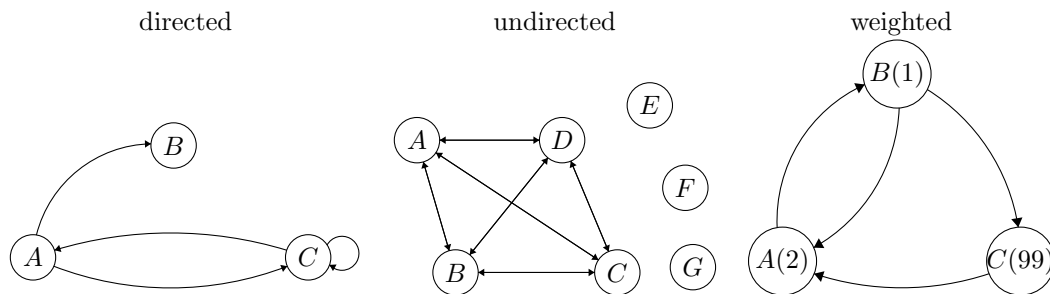 directed
undirected
weighted
B
A
C
A
D
E
F
B
C
G
B(1)
A(2)
C(99)